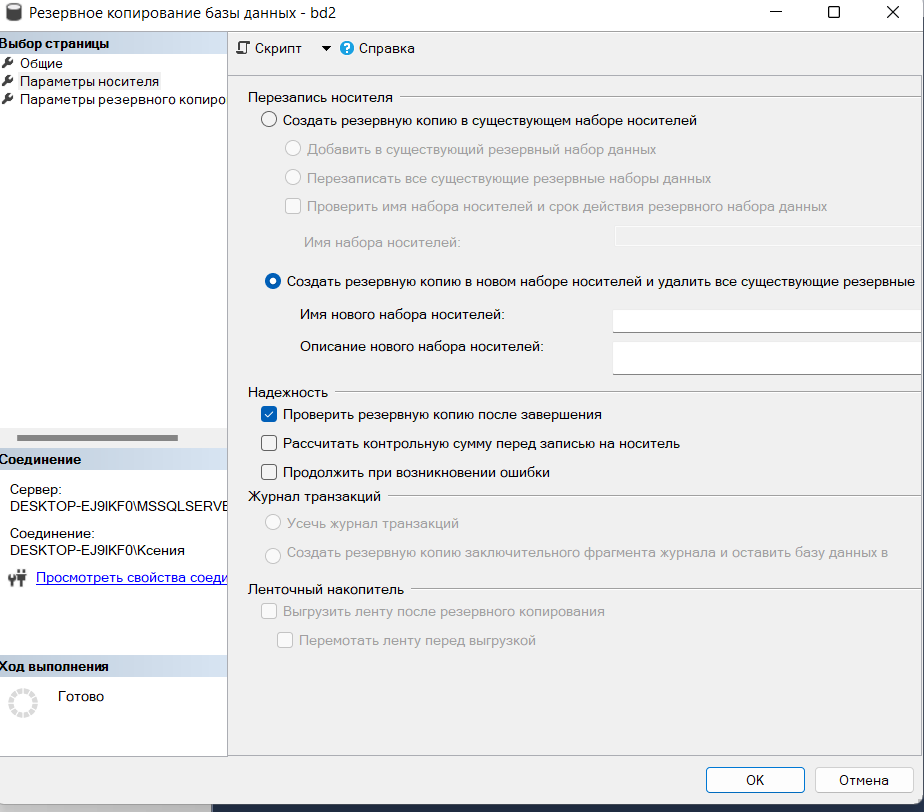 Резервное копирование базы данных - bd2
Выбор страницы
Общие
Параметры носителя
Параметры резервного копиро
Скрипт
Справка
Перезапись носителя
Создать резервную копию в существующем наборе носителей
Добавить в существующий резервный набор данных
Перезаписать все существующие резервные наборы данных
Проверить имя набора носителей и срок действия резервного набора данных
Имя набора носителей:
Создать резервную копию в новом наборе носителей и удалить все существующие резервные
Имя нового набора носителей:
Описание нового набора носителей:
Надежность
Проверить резервную копию после завершения
Рассчитать контрольную сумму перед записью на носитель
Продолжить при возникновении ошибки
Журнал транзакций
Усечь журнал транзакций
Создать резервную копию заключительного фрагмента журнала и оставить базу данных в
Ленточный накопитель
Выгрузить ленту после резервного копирования
Перемотать ленту перед выгрузкой
Соединение
Сервер:
DESKTOP-EJ9IKF0\MSSQLSERVE
Соединение:
DESKTOP-EJ9IKF0\Ксения
Просмотреть свойства соеди
Ход выполнения
Готово
ОК
Отмена